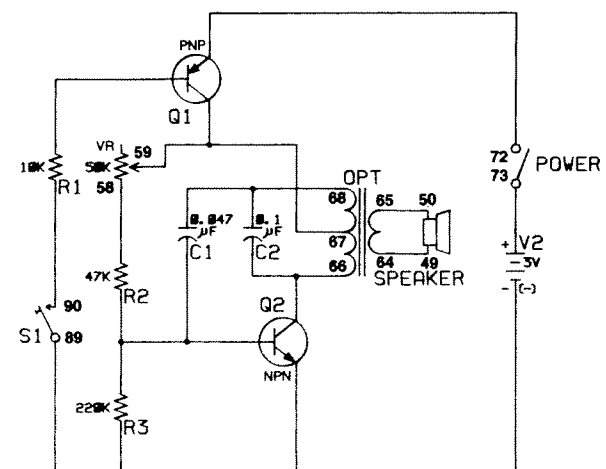 PNP
Q1
VR
59
50K
58
10K
R1
OPT
72
73
POWER
68
65
50
0.047
µF
C1
0.1
µF
C2
67
66
64
49
SPEAKER
+
V2
3V
-
(-)
47K
R2
90
S1
89
Q2
NPN
220K
R3